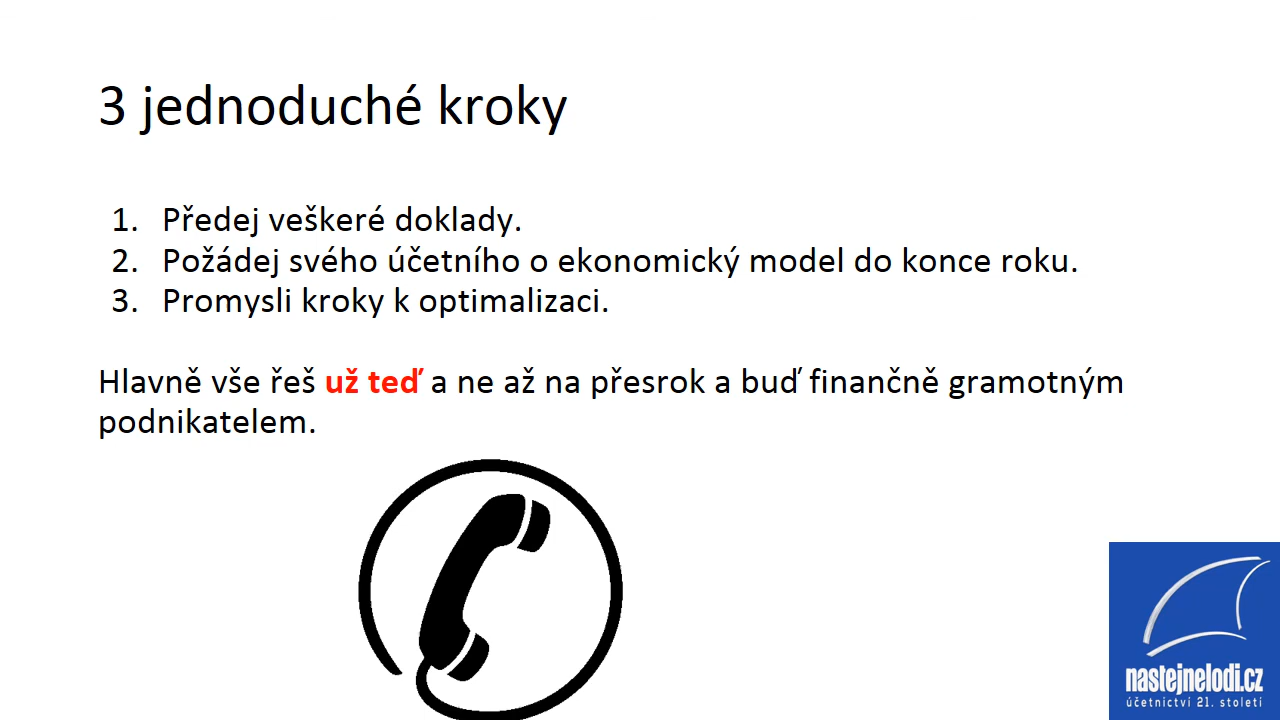 3 jednoduché kroky
1. Předej veškeré doklady.
2. Požádej svého účetního o ekonomický model do konce roku.
3. Promysli kroky k optimalizaci.
Hlavně vše řeš už teď a ne až na přesrok a buď finančně gramotným
podnikatelem.
nastejnelodi.cz
účetnictví 21. století